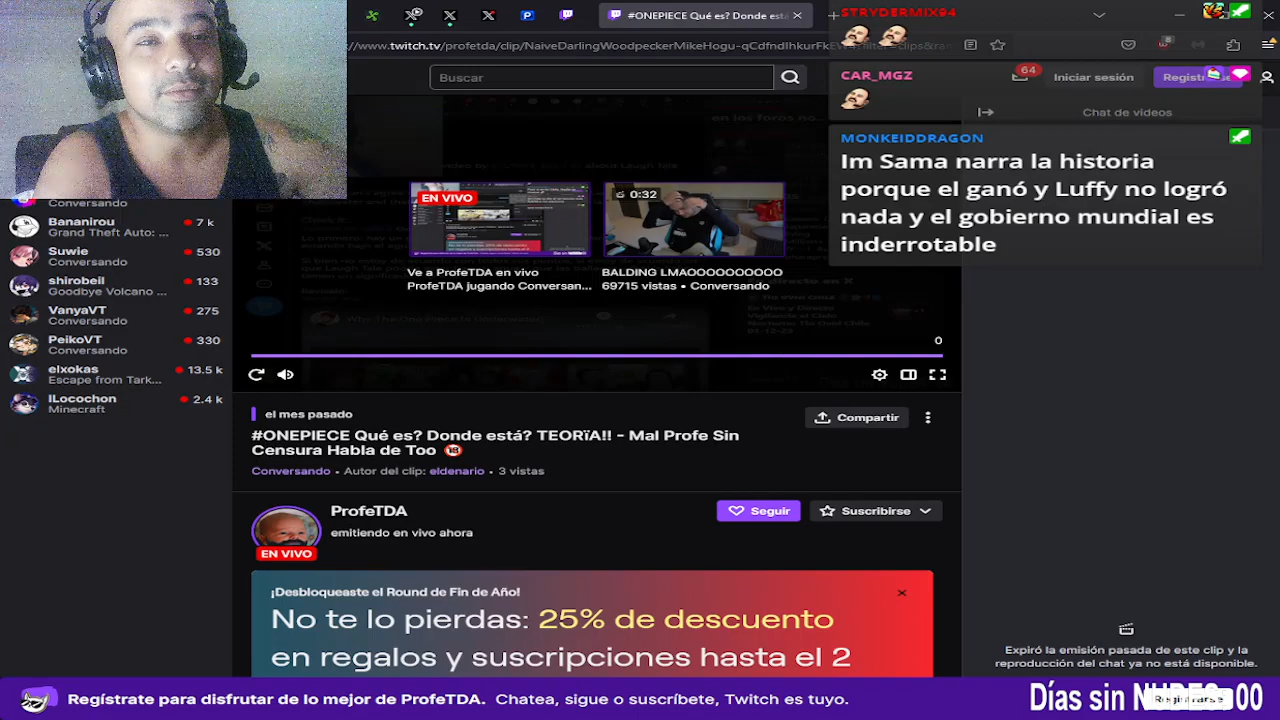 #ONEPIECE Qué es? Donde está
STRYDERMIX94
www.twitch.tv/profetda/clip/NaiveDarlingWoodpeckerMikeHogu-qCdfndIhkurFkEW
Buscar
CAR_MGZ
64
Iniciar sesión
Chat de videos
MONKEIDDRAGON
Im Sama narra la historia
porque el ganó y Luffy no logró
nada y el gobierno mundial es
inderrotable
Conversando
Bananirou
7 k
Grand Theft Auto: ...
Suwie
530
Conversando
shirobeil
133
Goodbye Volcano ...
VanyaVT
275
Conversando
PeikoVT
330
Conversando
elxokas
13.5 k
Escape from Tark...
ILocochon
2.4 k
Minecraft
EN VIVO
0:32
Ve a ProfeTDA en vivo
ProfeTDA jugando Conversan...
BALDING LMAOOOOOOOOOO
69715 vistas • Conversando
0
el mes pasado
Compartir
#ONEPIECE Qué es? Donde está? TEORïA!! - Mal Profe Sin
Censura Habla de Too 🔞
Conversando • Autor del clip: eldenario • 3 vistas
ProfeTDA
Seguir
Suscribirse
emitiendo en vivo ahora
EN VIVO
¡Desbloqueaste el Round de Fin de Año!
No te lo pierdas: 25% de descuento
en regalos y suscripciones hasta el 2
Expiró la emisión pasada de este clip y la
reproducción del chat ya no está disponible.
Regístrate para disfrutar de lo mejor de ProfeTDA. Chatea, sigue o suscríbete, Twitch es tuyo.
Días sin NUDES: 00